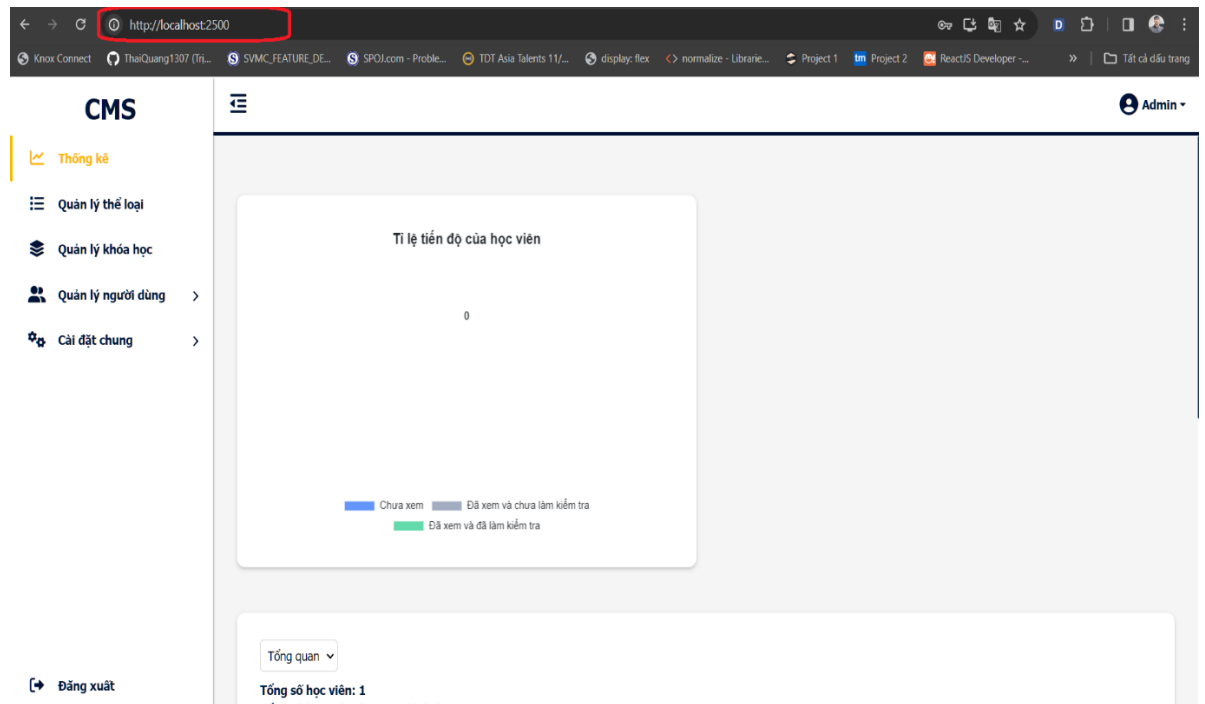 http://localhost:2500
Knox Connect ThaiQuang1307 (Trị... SVMC_FEATURE_DE... SPOJ.com - Proble... TDT Asia Talents 11/... display: flex normalize - Librarie... Project 1 tm Project 2 ReactJS Developer -... » Tất cả dấu trang
CMS
Admin
Thống kê
Quản lý thể loại
Quản lý khóa học
Quản lý người dùng
Cài đặt chung
Đăng xuất
Tỉ lệ tiến độ của học viên
0
Chưa xem Đã xem và chưa làm kiểm tra
Đã xem và đã làm kiểm tra
Tổng quan
Tổng số học viên: 1